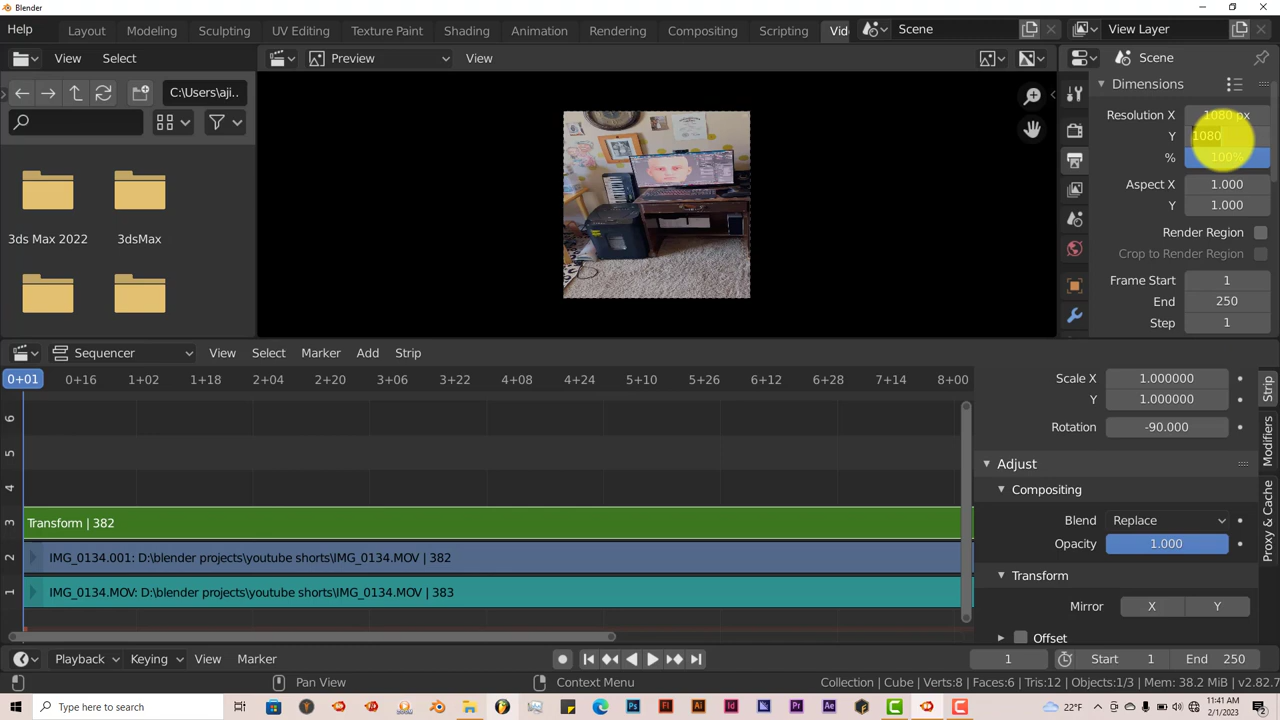 Blender
Help Layout Modeling Sculpting UV Editing Texture Paint Shading Animation Rendering Compositing Scripting Vid Scene View Layer
View Select Preview View Scene
C:\Users\aji..
Dimensions
Resolution X 1080 px
Y 1080
% 100%
Aspect X 1.000
Y 1.000
3ds Max 2022 3dsMax
Render Region
Crop to Render Region
Frame Start 1
End 250
Step 1
Sequencer View Select Marker Add Strip
0+01 0+16 1+02 1+18 2+04 2+20 3+06 3+22 4+08 4+24 5+10 5+26 6+12 6+28 7+14 8+00
Scale X 1.000000
Y 1.000000
Rotation -90.000
Strip
Modifiers
Proxy & Cache
6
5
4
3
2
1
Adjust
Compositing
Blend Replace
Opacity 1.000
Transform
Mirror X Y
Offset
Transform | 382
IMG_0134.001: D:\blender projects\youtube shorts\IMG_0134.MOV | 382
IMG_0134.MOV: D:\blender projects\youtube shorts\IMG_0134.MOV | 383
Playback Keying View Marker 1 Start 1 End 250
Pan View Context Menu Collection | Cube | Verts:8 | Faces:6 | Tris:12 | Objects:1/3 | Mem: 38.2 MiB | v2.92.
Type here to search 22°F 11:41 AM
2/1/2023